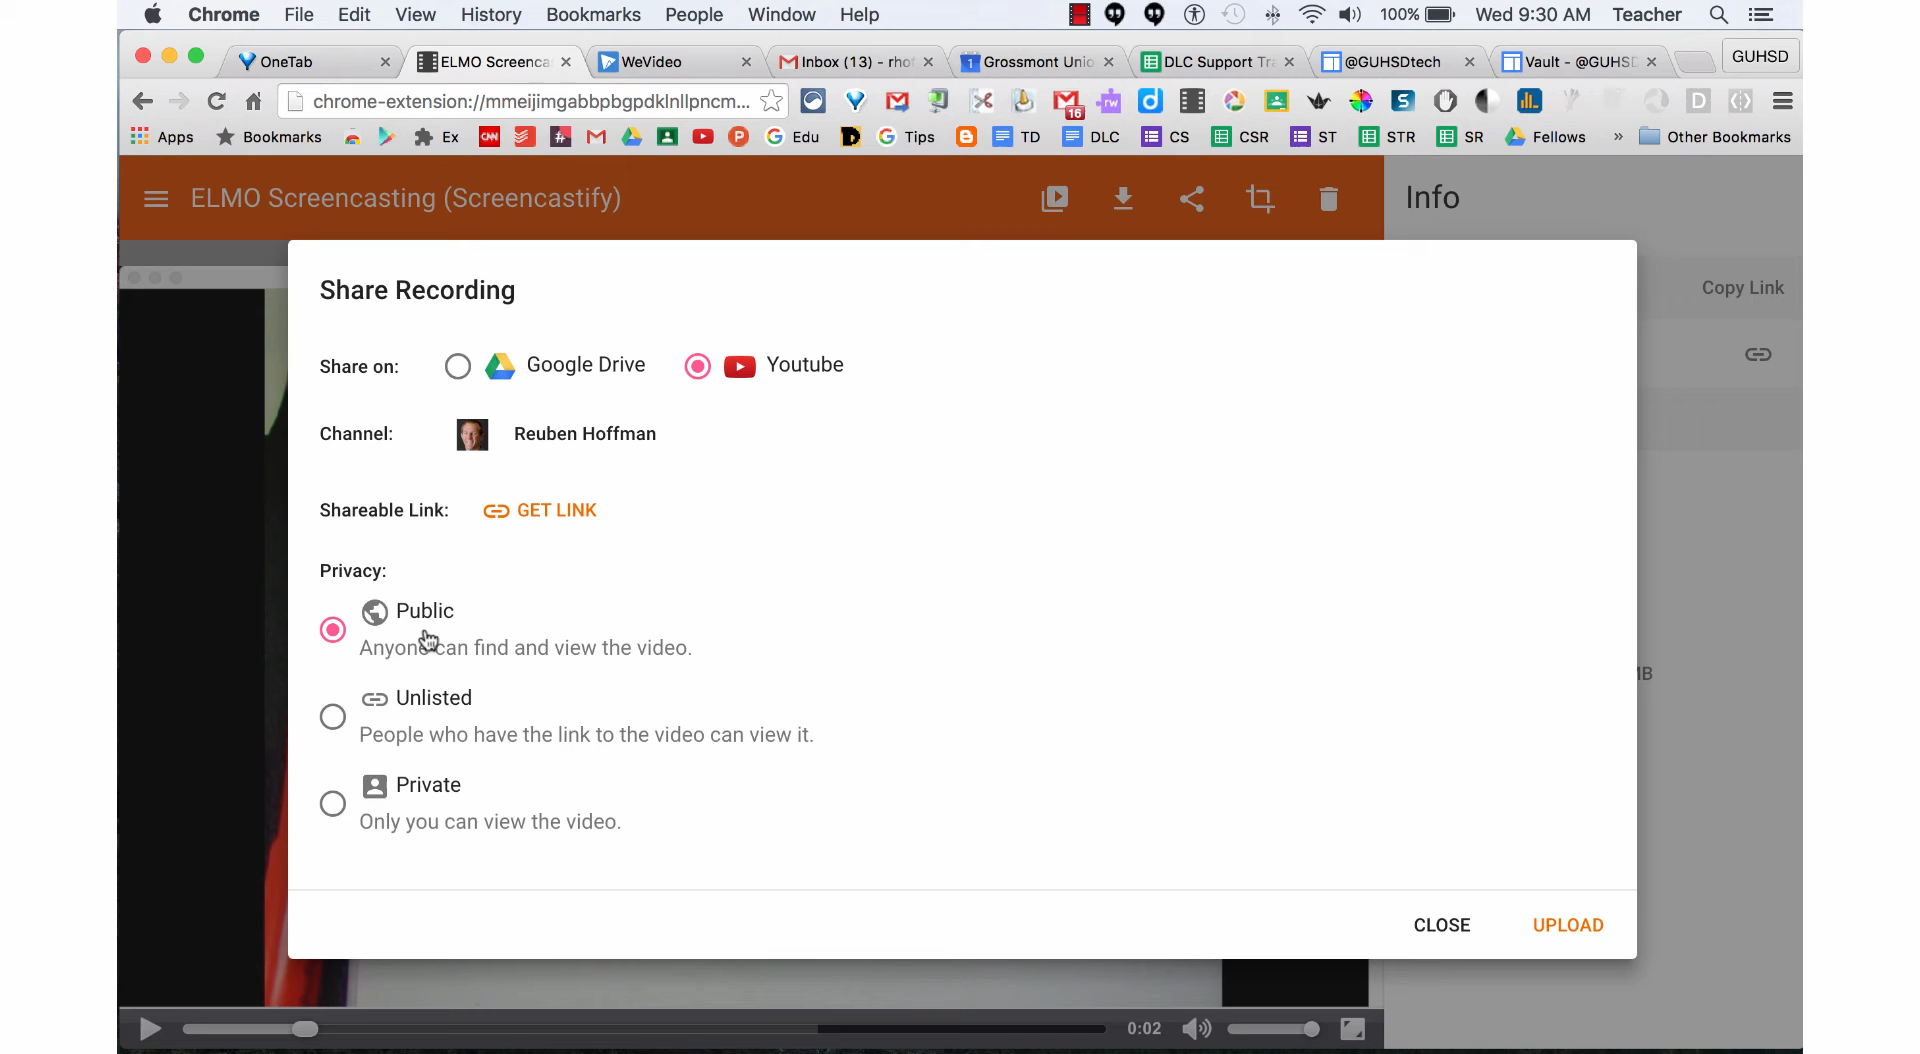 Chrome File Edit View History Bookmarks People Window Help 100% Wed 9:30 AM Teacher
OneTab ELMO Screenca WeVideo Inbox (13) - rho Grossmont Unio DLC Support Tra @GUHSDtech Vault - @GUHSD GUHSD
chrome-extension://mmeijimgabbpbgpdklnllpncm... 16
Apps Bookmarks Ex CNN Edu Tips TD DLC CS CSR ST STR SR Fellows » Other Bookmarks
ELMO Screencasting (Screencastify) Info
Share Recording
Copy Link
Share on: Google Drive Youtube
Channel: Reuben Hoffman
Shareable Link: GET LINK
Privacy:
Public
Anyone can find and view the video.
Unlisted
People who have the link to the video can view it.
Private
Only you can view the video.
CLOSE UPLOAD
0:02